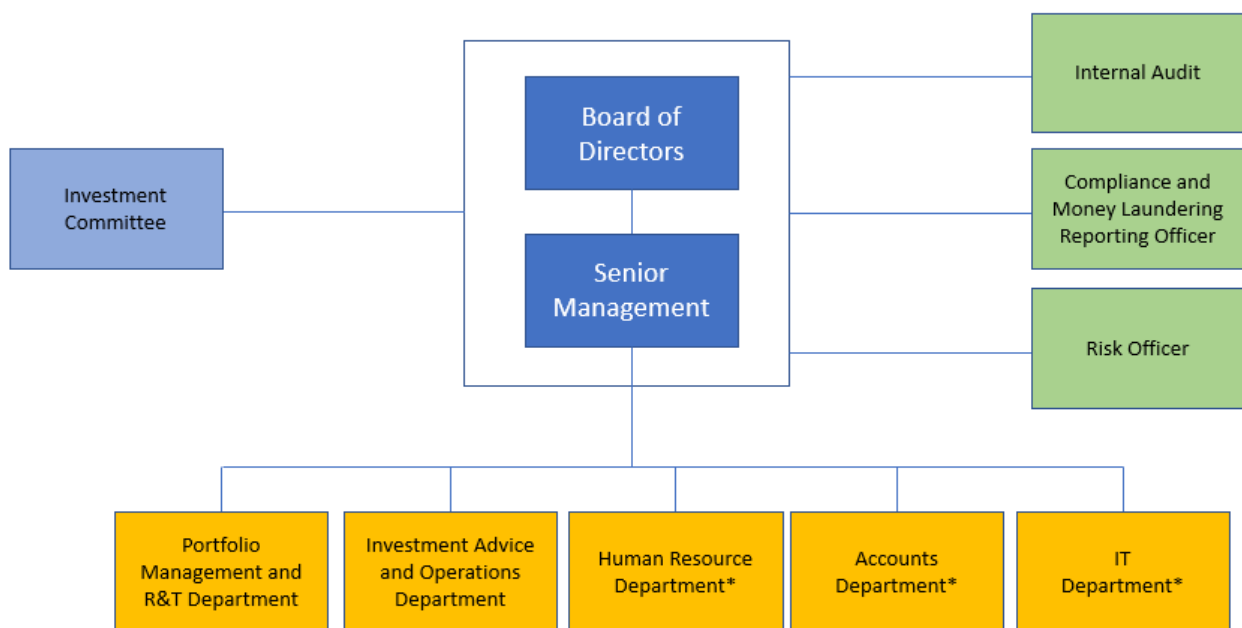 Internal Audit
Board of
Directors
Investment
Committee
Compliance and
Money Laundering
Reporting Officer
Senior
Management
Risk Officer
Portfolio
Management and
R&T Department
Investment Advice
and Operations
Department
Human Resource
Department*
Accounts
Department*
IT
Department*